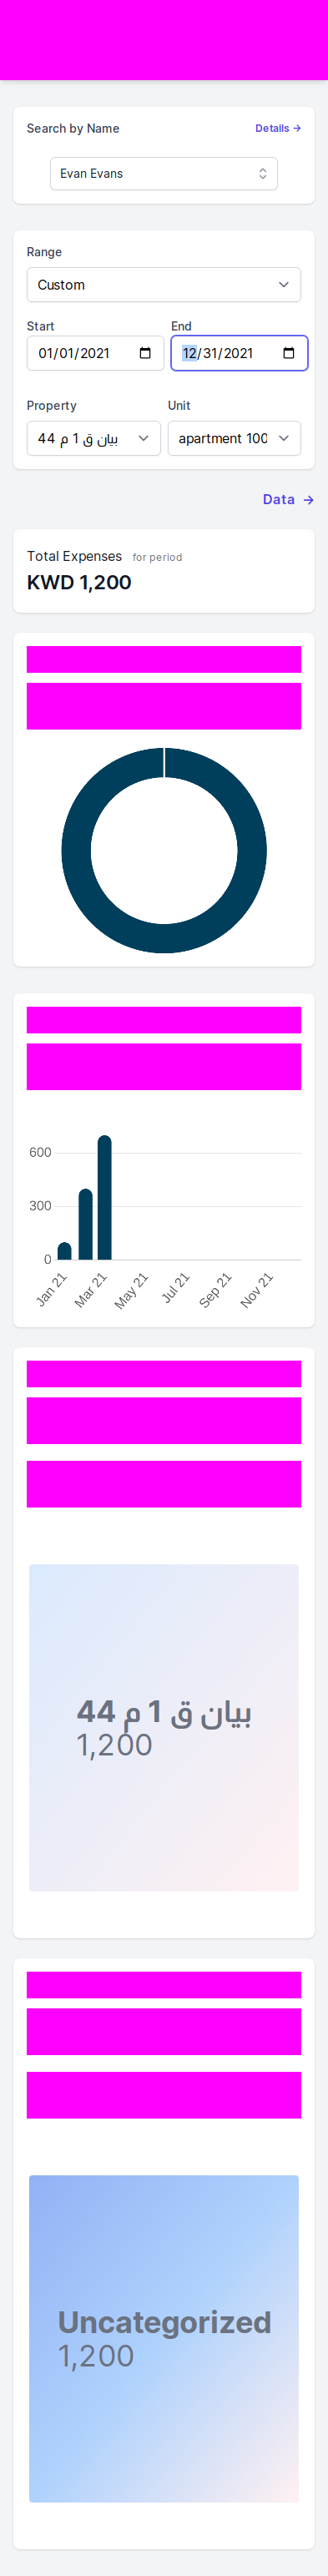 Search by Name
Details →
Evan Evans
Range
Custom
Start
End
01/01/2021
12/31/2021
Property
Unit
بيان ق 1 م 44
apartment 100
Data →
Total Expenses for period
KWD 1,200
600
300
0
Jan 21
Mar 21
May 21
Jul 21
Sep 21
Nov 21
بيان ق 1 م 44
1,200
Uncategorized
1,200